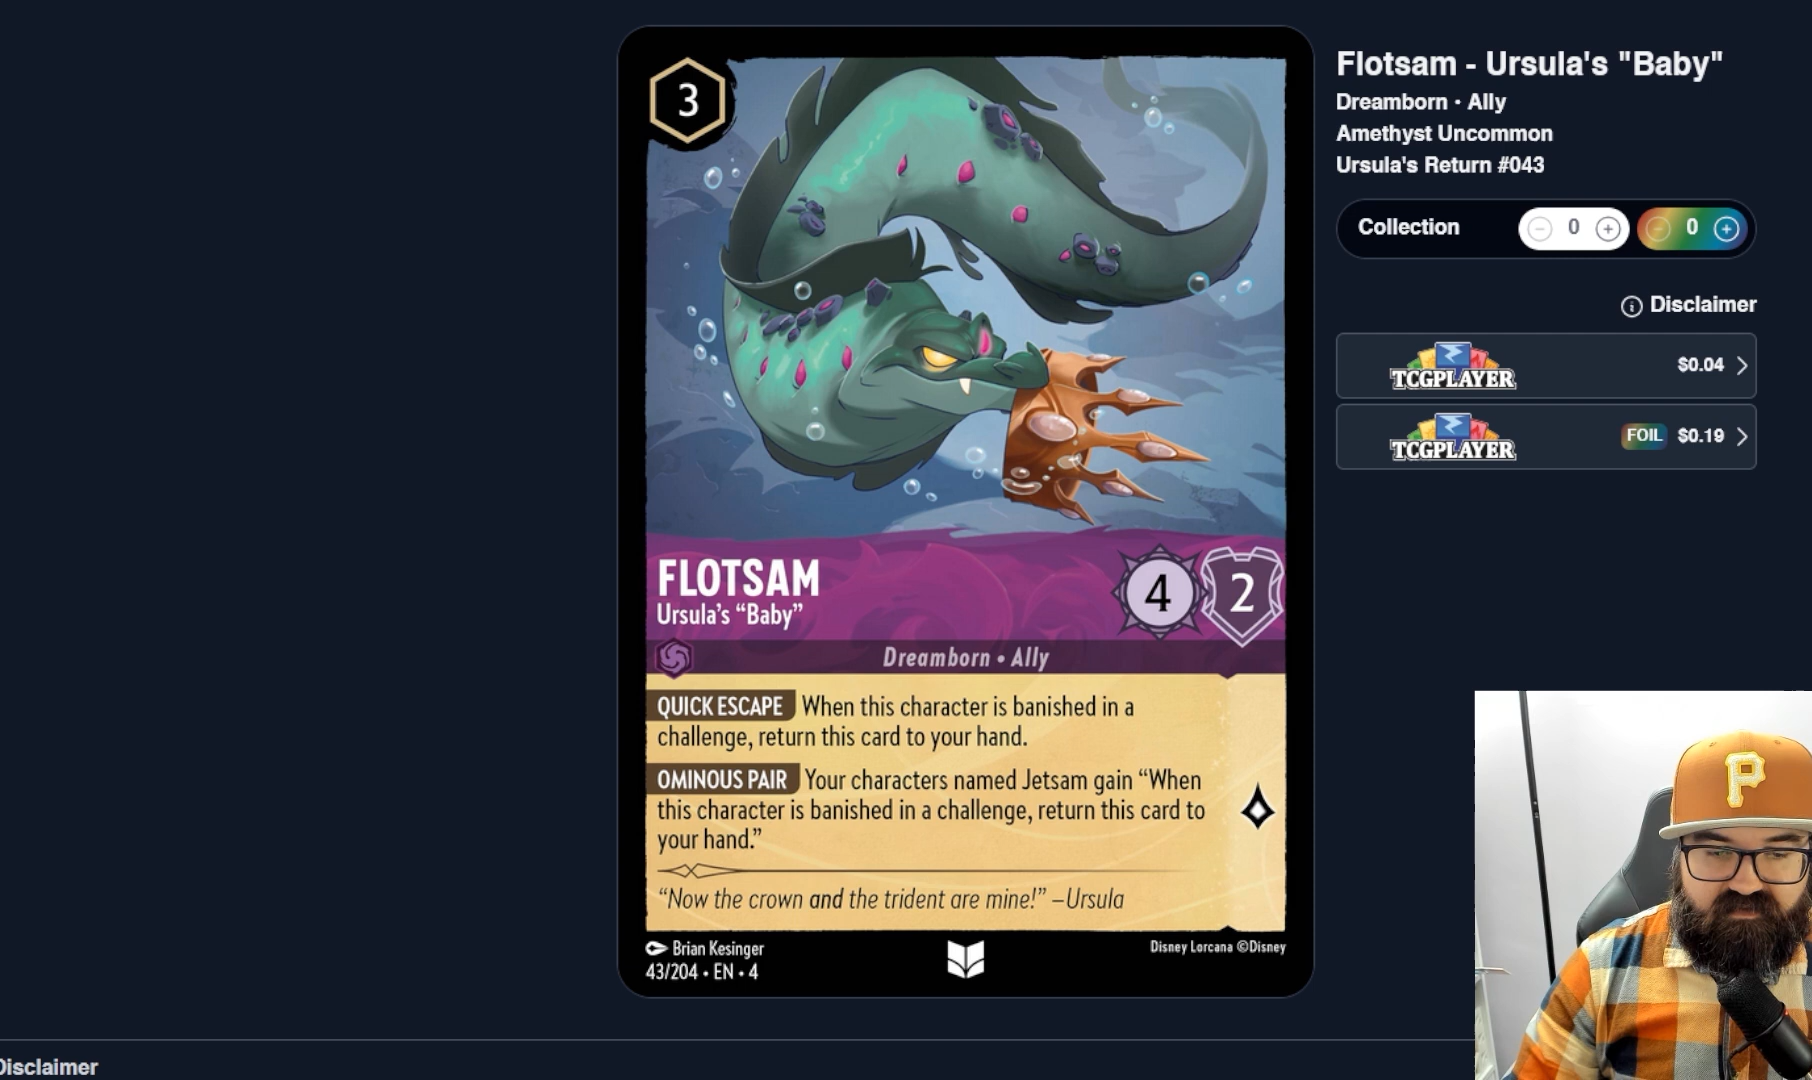 3
FLOTSAM
Ursula's “Baby”
4
2
Dreamborn • Ally
QUICK ESCAPE When this character is banished in a
challenge, return this card to your hand.
OMINOUS PAIR Your characters named Jetsam gain “When
this character is banished in a challenge, return this card to
your hand.”
“Now the crown and the trident are mine!” –Ursula
Brian Kesinger
43/204 • EN • 4
Disney Lorcana ©Disney
Flotsam - Ursula's "Baby"
Dreamborn • Ally
Amethyst Uncommon
Ursula's Return #043
Collection
0
0
Disclaimer
TCGPLAYER $0.04
TCGPLAYER FOIL $0.19
P
Disclaimer